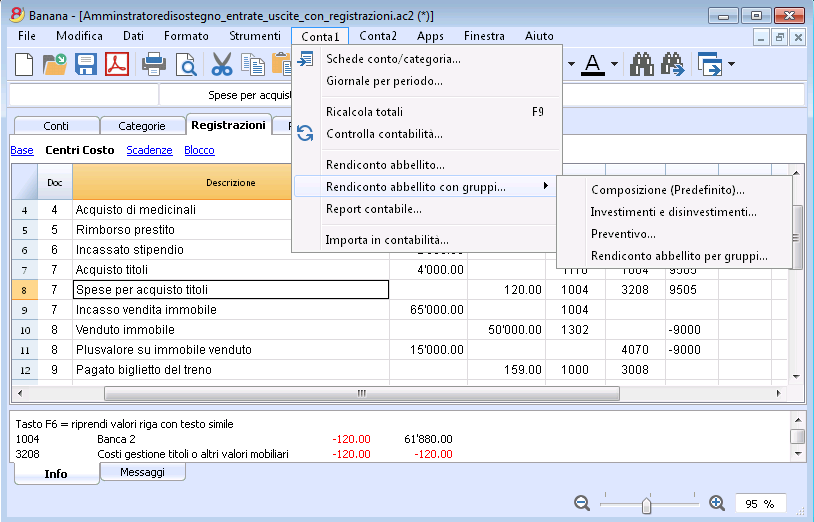 Banana - [Amminstratoredisostegno_entrate_uscite_con_registrazioni.ac2 (*)]
File Modifica Dati Formato Strumenti Conta1 Conta2 Apps Finestra Aiuto
Schede conto/categoria...
Giornale per periodo...
Spese per acquist
Ricalcola totali F9
Conti Categorie Registrazioni
Controlla contabilità...
Base Centri Costo Scadenze Blocco
Rendiconto abbellito...
Doc Descrizione
Rendiconto abbellito con gruppi...
Composizione (Predefinito)...
Report contabile...
Investimenti e disinvestimenti...
Preventivo...
Importa in contabilità...
Rendiconto abbellito per gruppi...
4 4 Acquisto di medicinali
5 5 Rimborso prestito
6 6 Incassato stipendio
7 7 Acquisto titoli 4'000.00 1110 1004 9505
8 7 Spese per acquisto titoli 120.00 1004 3208 9505
9 7 Incasso vendita immobile 65'000.00 1004
10 8 Venduto immobile 50'000.00 1302 -9000
11 8 Plusvalore su immobile venduto 15'000.00 4070 -9000
12 9 Pagato biglietto del treno 159.00 1000 3008
Tasto F6 = riprendi valori riga con testo simile
1004 Banca 2 -120.00 61'880.00
3208 Costi gestione titoli o altri valori mobiliari -120.00 -120.00
Info Messaggi
95 %